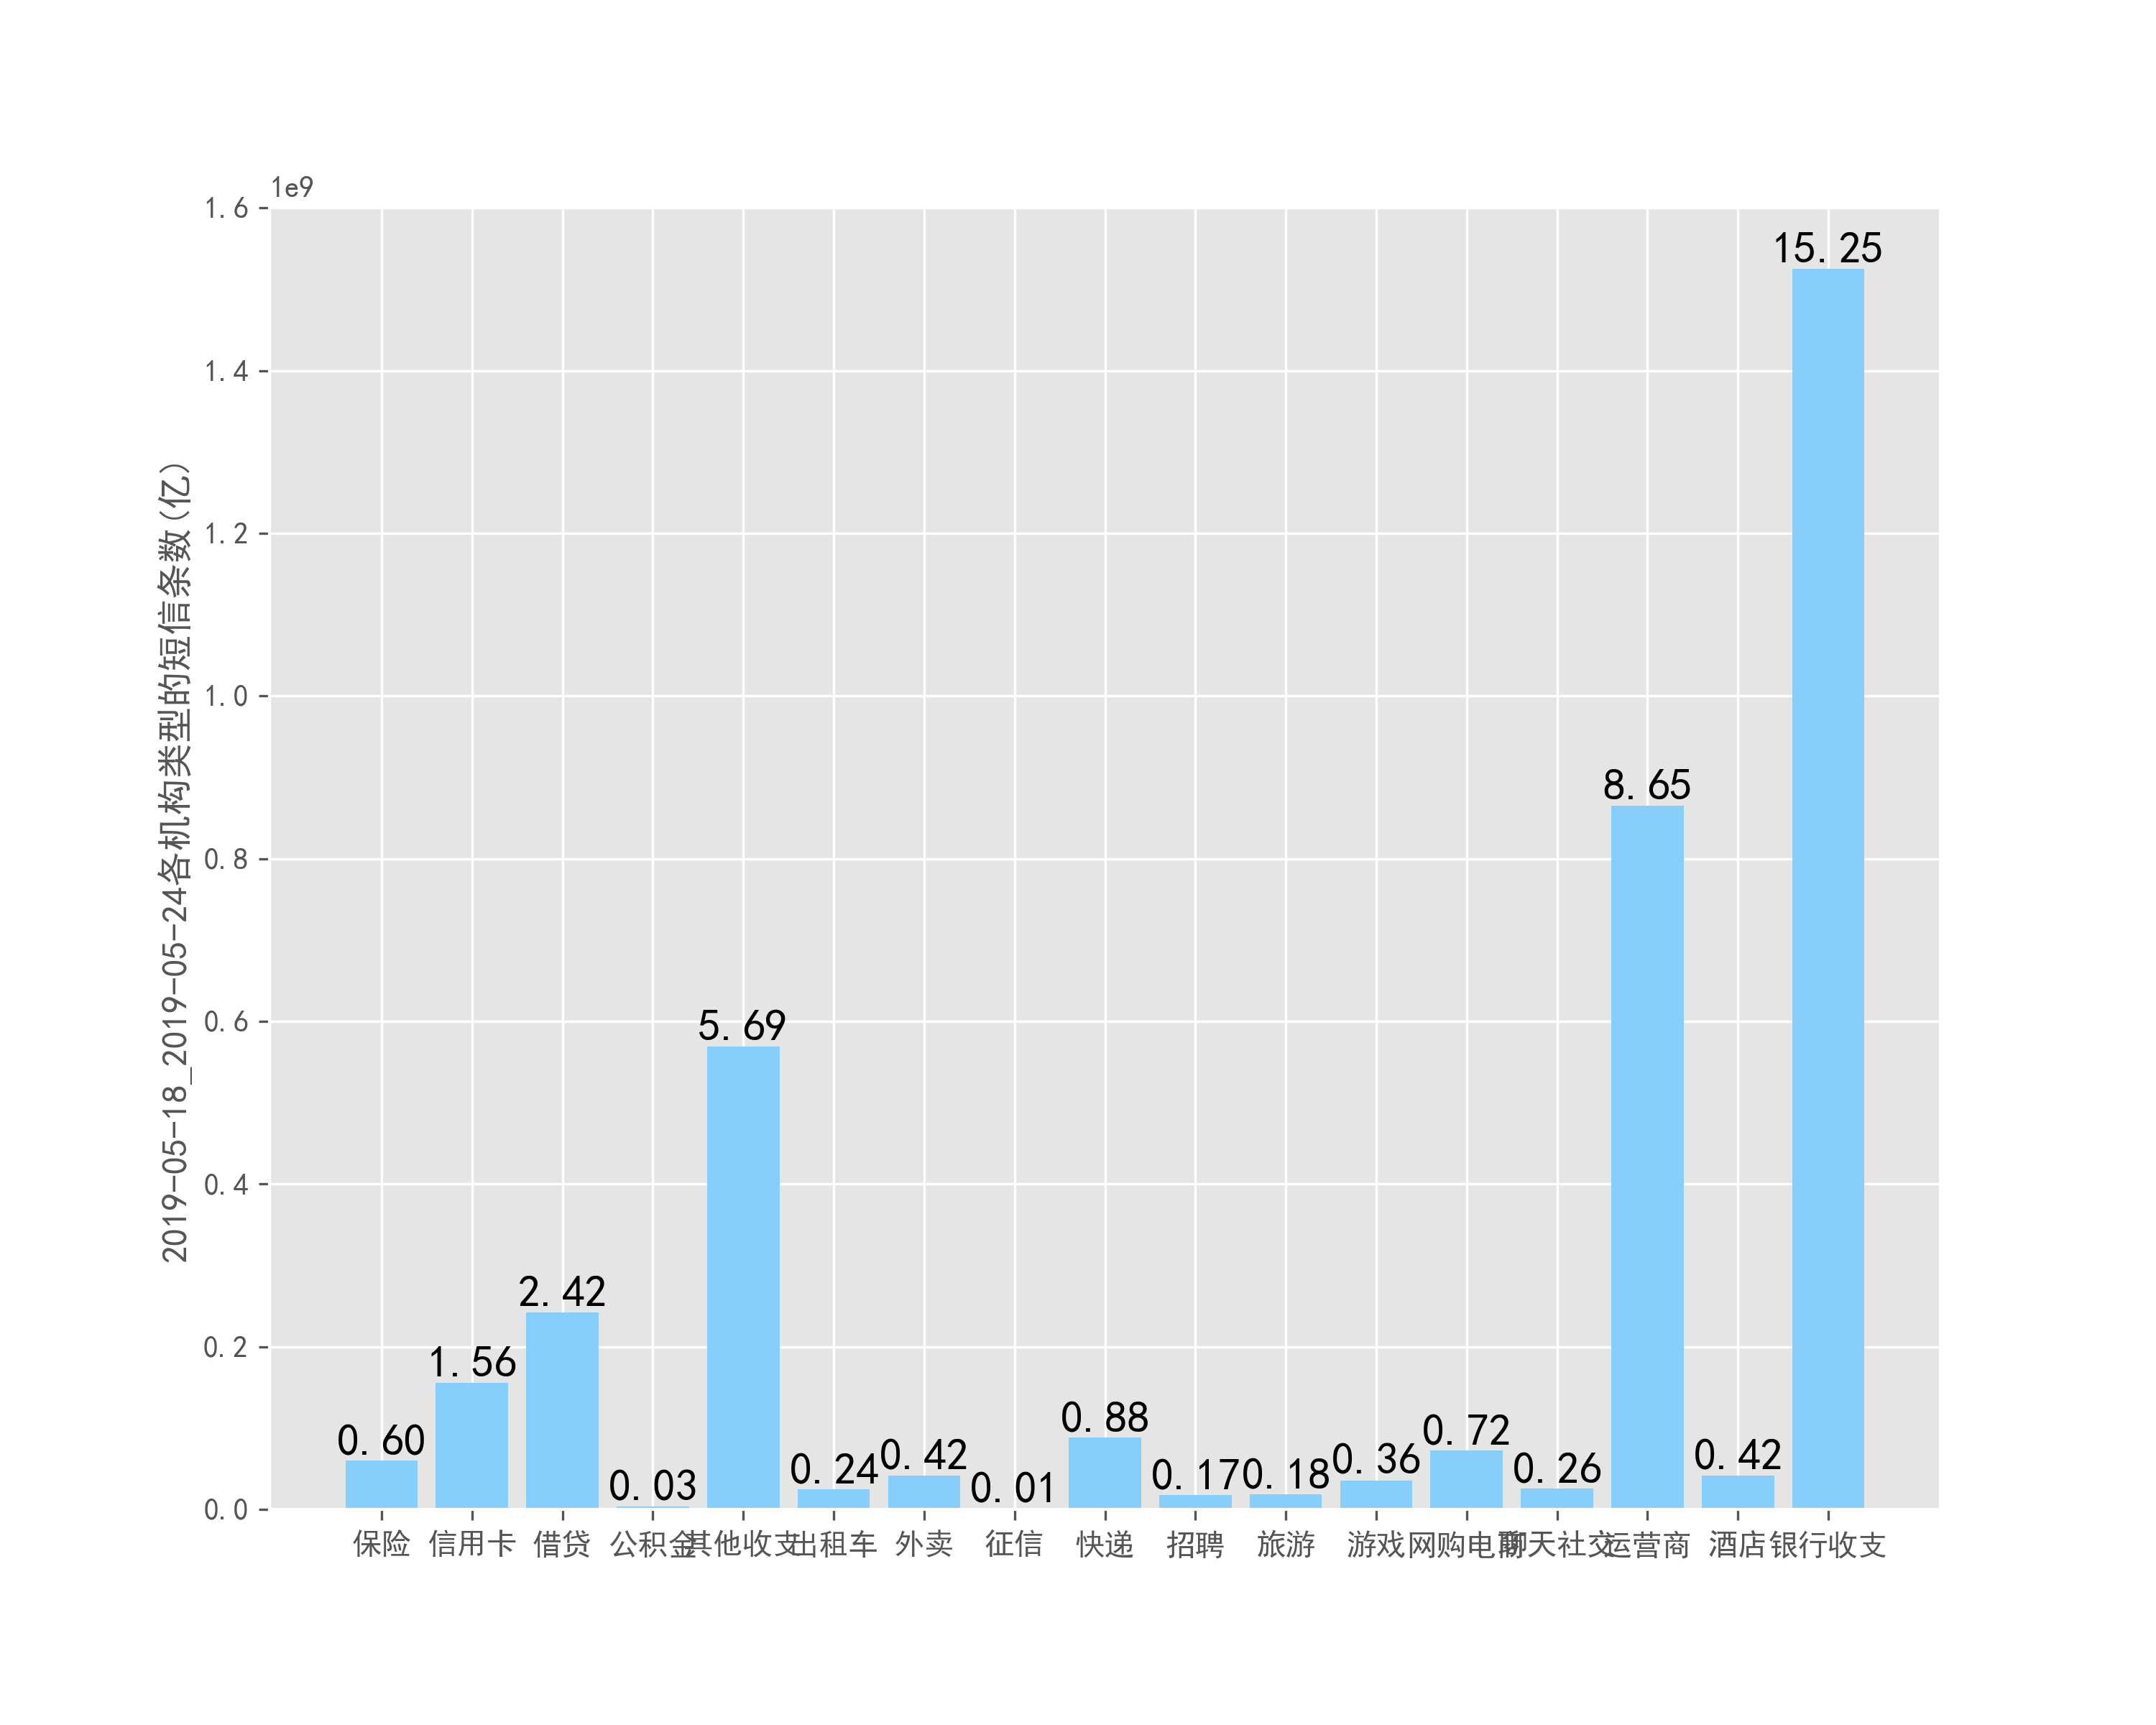 1e9
1.6
1.4
1.2
1.0
0.8
0.6
0.4
0.2
0.0
2019-05-18_2019-05-24各机构类型的短信条数(亿)
0.60
1.56
2.42
0.03
5.69
0.24
0.42
0.01
0.88
0.17
0.18
0.36
0.72
0.26
8.65
0.42
15.25
保险
信用卡
借贷
公积金
其他收支
出租车
外卖
征信
快递
招聘
旅游
游戏
网购电商
聊天社交
运营商
酒店
银行收支